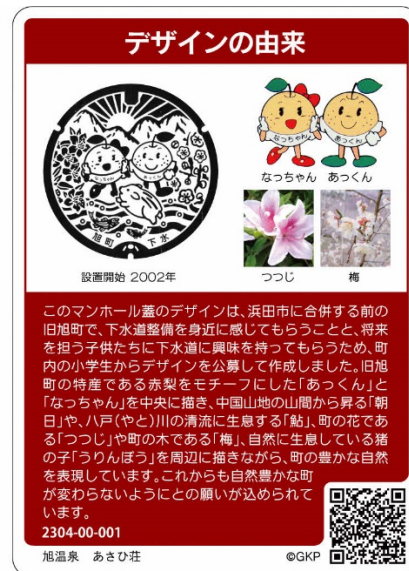 デザインの由来
なっちゃん
あっくん
なっちゃん あっくん
旭町 下水
設置開始 2002年
つつじ 梅
このマンホール蓋のデザインは、浜田市に合併する前の
旧旭町で、下水道整備を身近に感じてもらうことと、将来
を担う子供たちに下水道に興味を持ってもらうため、町
内の小学生からデザインを公募して作成しました。旧旭
町の特産である赤梨をモチーフにした「あっくん」と
「なっちゃん」を中央に描き、中国山地の山間から昇る「朝
日」や、八戸(やと)川の清流に生息する「鮎」、町の花であ
る「つつじ」や町の木である「梅」、自然に生息している猪
の子「うりんぼう」を周辺に描きながら、町の豊かな自然
を表現しています。これからも自然豊かな町
が変わらないようにとの願いが込められて
います。
2304-00-001
旭温泉 あさひ荘 ©GKP